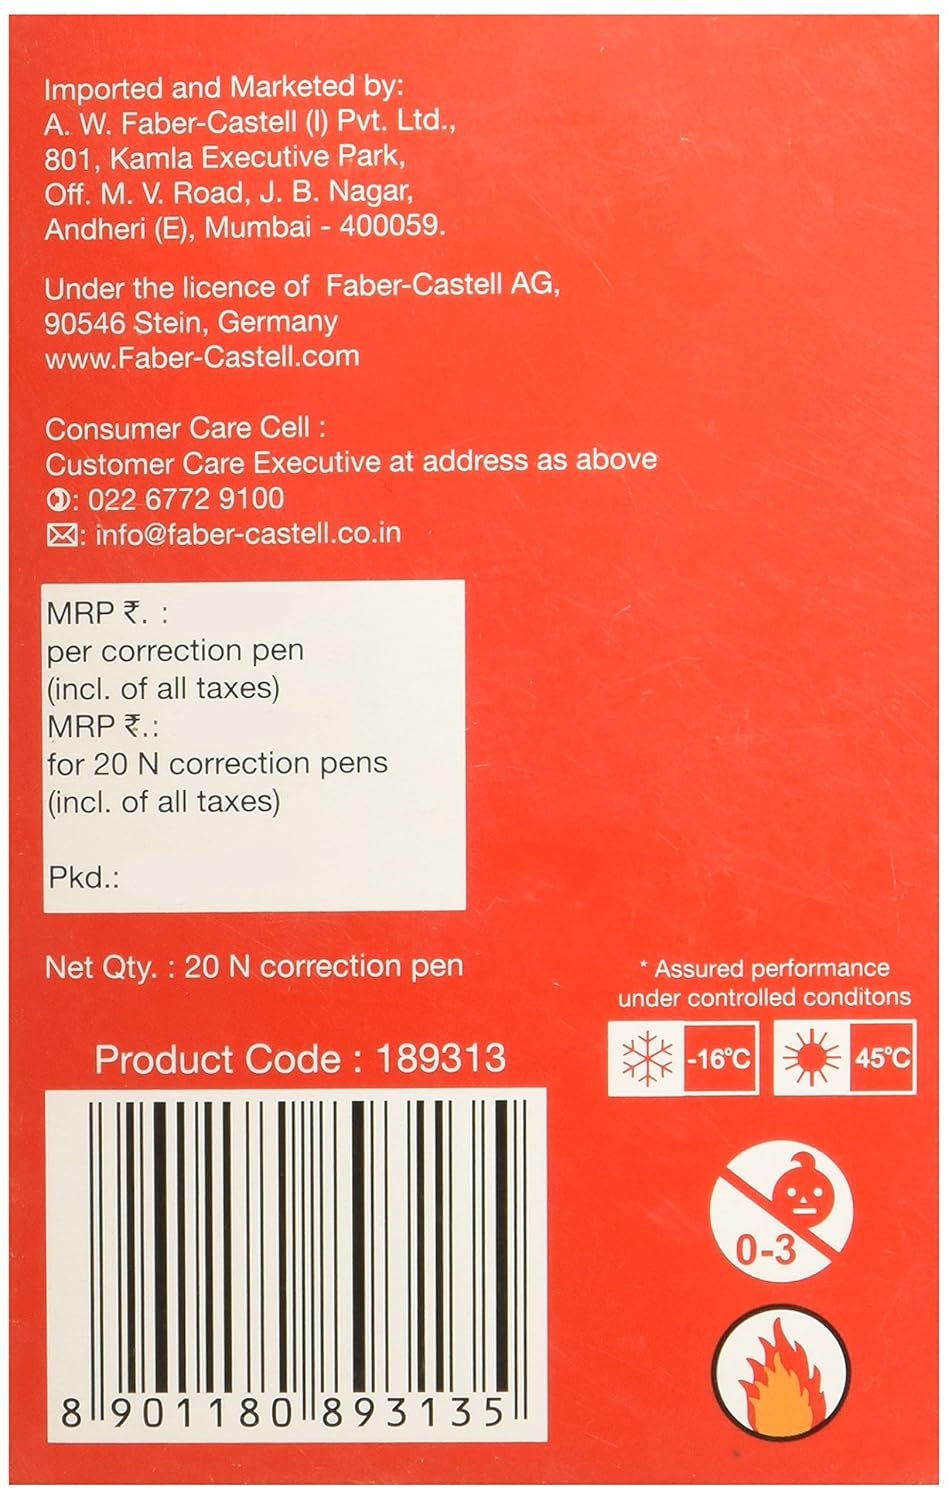 Imported and Marketed by:
A. W. Faber-Castell (I) Pvt. Ltd.,
801, Kamla Executive Park,
Off. M. V. Road, J. B. Nagar,
Andheri (E), Mumbai - 400059.
Under the licence of Faber-Castell AG,
90546 Stein, Germany
www.Faber-Castell.com
Consumer Care Cell :
Customer Care Executive at address as above
: 022 6772 9100
: info@faber-castell.co.in
MRP ₹. :
per correction pen
(incl. of all taxes)
MRP ₹.:
for 20 N correction pens
(incl. of all taxes)
Pkd.:
Net Qty. : 20 N correction pen
Product Code : 189313
8 901180 893135
* Assured performance
under controlled conditons
-16°C
45°C
0-3